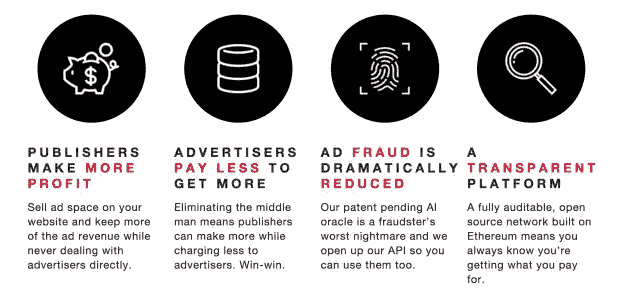 PUBLISHERS
MAKE MORE
PROFIT
Sell ad space on your
website and keep more
of the ad revenue while
never dealing with
advertisers directly.
ADVERTISERS
PAY LESS TO
GET MORE
Eliminating the middle
man means publishers
can make more while
charging less to
advertisers. Win-win.
AD FRAUD IS
DRAMATICALLY
REDUCED
Our patent pending AI
oracle is a fraudster's
worst nightmare and we
open up our API so you
can use them too.
A
TRANSPARENT
PLATFORM
A fully auditable, open
source network built on
Ethereum means you
always know you're
getting what you pay
for.